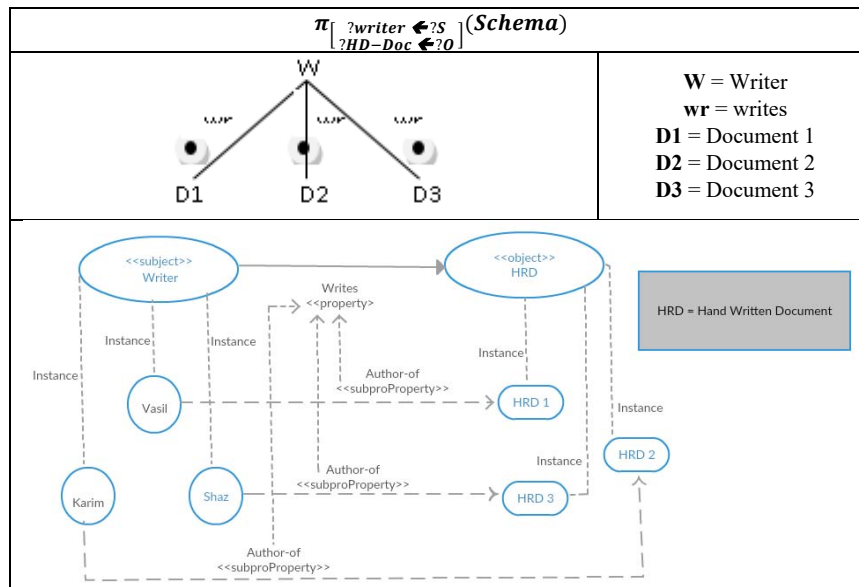 π[ ?writer 🡸?S ?HD−Doc 🡸?O ](Schema)
W
wr wr wr
D1 D2 D3
W = Writer
wr = writes
D1 = Document 1
D2 = Document 2
D3 = Document 3
<<subject>>
Writer
<<object>>
HRD
Writes
<<property>
HRD = Hand Written Document
Instance
Instance
Instance
Instance
Author-of
<<subproProperty>>
Vasil
HRD 1
Instance
HRD 2
Instance
Author-of
<<subproProperty>>
Karim
Shaz
HRD 3
Author-of
<<subproProperty>>